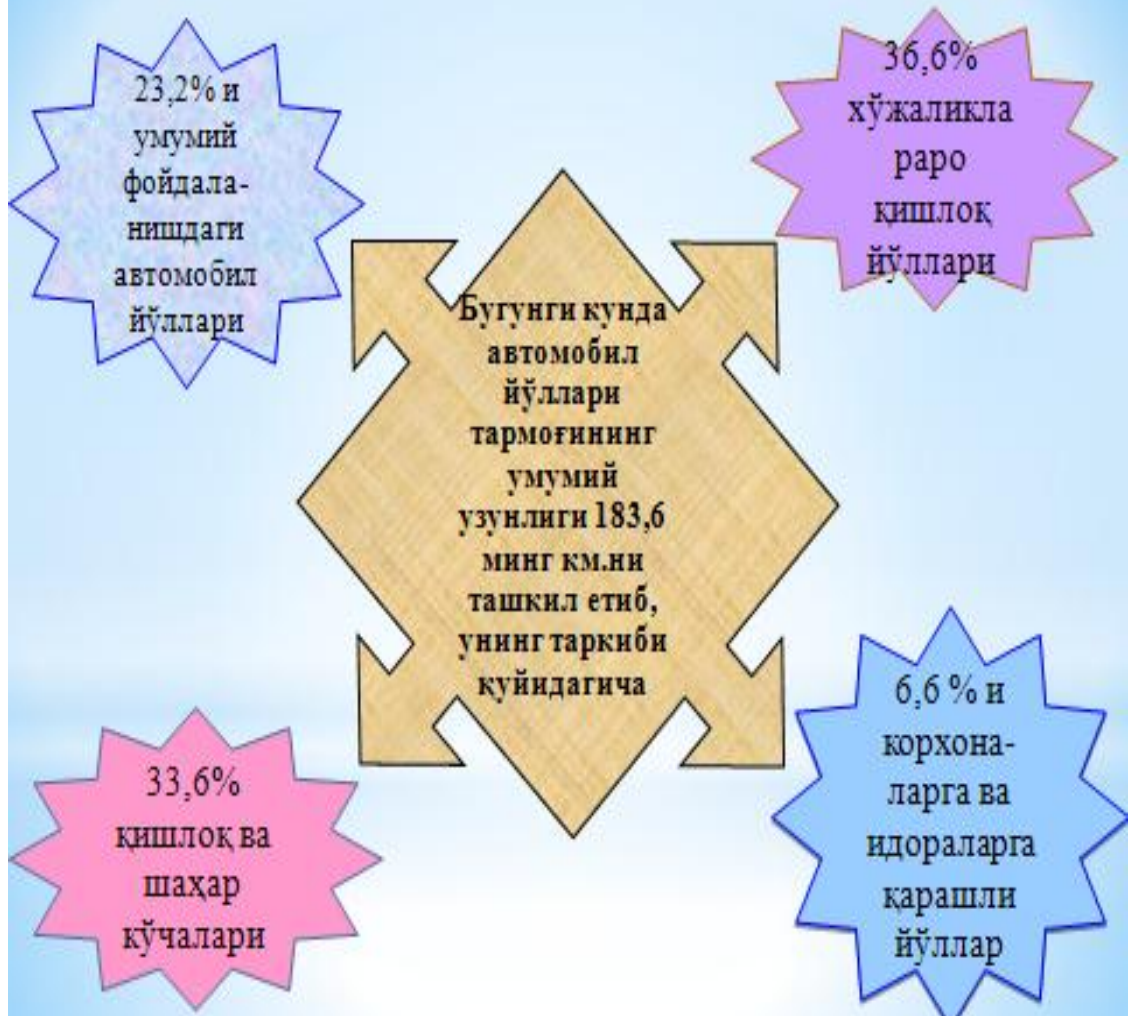 23,2% и
умумий
фойдала-
нишдаги
автомобил
йўллари
36,6%
хўжаликла
раро
қишлоқ
йўллари
Бугунги кунда
автомобил
йўллари
тармоғининг
умумий
узунлиги 183,6
минг км.ни
ташкил етиб,
унинг таркиби
қуйидагича
33,6%
қишлоқ ва
шаҳар
кўчалари
6,6 % и
корхона-
ларга ва
идораларга
қарашли
йўллар